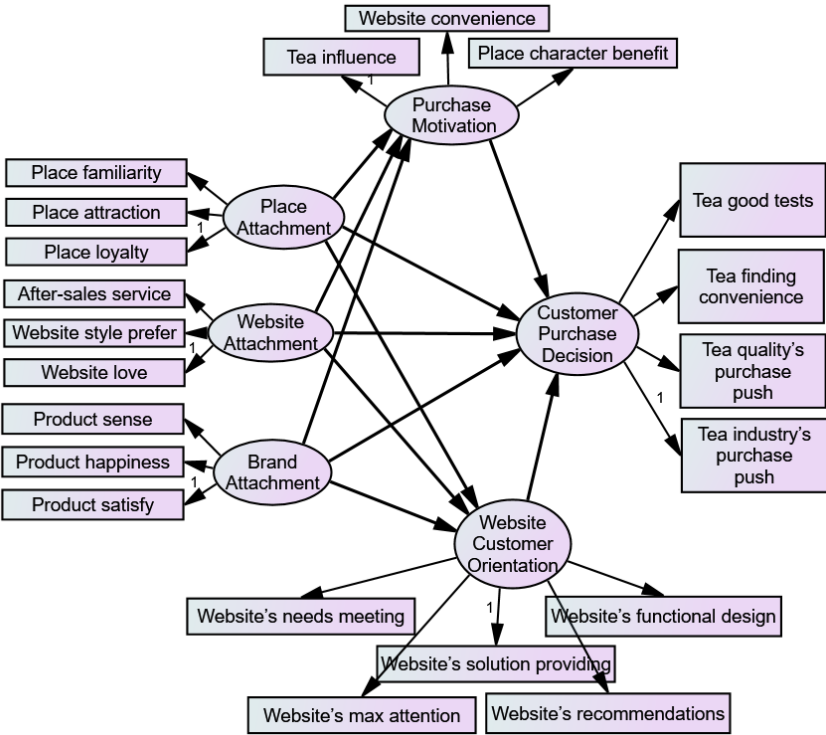 Website convenience
Tea influence
1
Place character benefit
Purchase
Motivation
Place familiarity
Place attraction
1
Place loyalty
Place
Attachment
After-sales service
Website style prefer
1
Website love
Website
Attachment
Product sense
Product happiness
1
Product satisfy
Brand
Attachment
Customer
Purchase
Decision
Tea good tests
Tea finding
convenience
Tea quality's
purchase
push
1
Tea industry's
purchase
push
Website
Customer
Orientation
1
Website's needs meeting
Website's functional design
Website's solution providing
Website's max attention
Website's recommendations